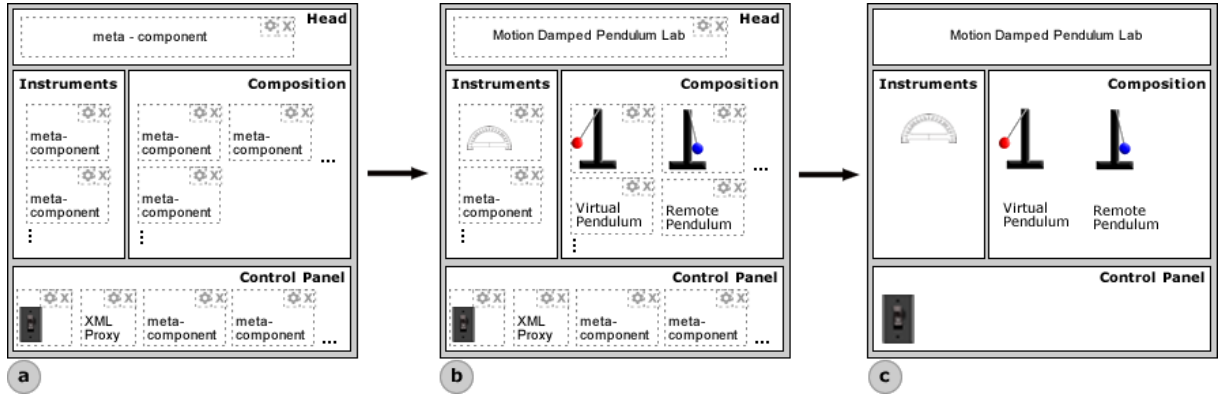 Head
meta - component
X
Instruments
X
meta-
component
X
meta-
component
Composition
X
meta-
component
X
meta-
component
...
X
meta-
component
Control Panel
X
X
XML
Proxy
X
meta-
component
X
meta-
component
...
a
Head
Motion Damped Pendulum Lab
X
Instruments
X
X
meta-
component
Composition
X
X
...
X
Virtual
Pendulum
X
Remote
Pendulum
Control Panel
X
X
XML
Proxy
X
meta-
component
X
meta-
component
...
b
Head
Motion Damped Pendulum Lab
Instruments
Composition
Virtual
Pendulum
Remote
Pendulum
Control Panel
c